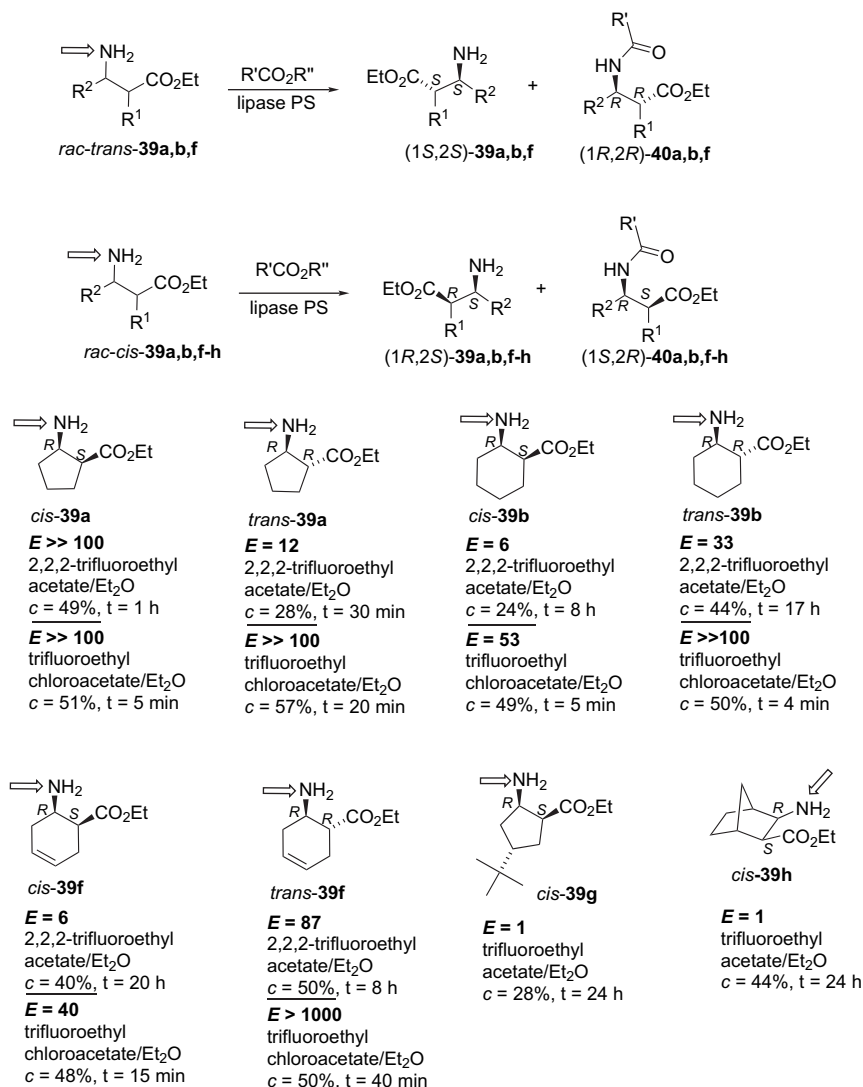 NH2
R2 CO2Et
R1
rac-trans-39a,b,f
R'CO2R''
lipase PS
EtO2C S NH2
S R2
R1
(1S,2S)-39a,b,f
+
R'
O
HN
R2 R R CO2Et
R1
(1R,2R)-40a,b,f
NH2
R2 CO2Et
R1
rac-cis-39a,b,f-h
R'CO2R''
lipase PS
EtO2C R NH2
S R2
R1
(1R,2S)-39a,b,f-h
+
R'
O
HN
R2 R S CO2Et
R1
(1S,2R)-40a,b,f-h
NH2
R S CO2Et
cis-39a
E >> 100
2,2,2-trifluoroethyl
acetate/Et2O
c = 49%, t = 1 h
E >> 100
trifluoroethyl
chloroacetate/Et2O
c = 51%, t = 5 min
NH2
R R CO2Et
trans-39a
E = 12
2,2,2-trifluoroethyl
acetate/Et2O
c = 28%, t = 30 min
E >> 100
trifluoroethyl
chloroacetate/Et2O
c = 57%, t = 20 min
NH2
R S CO2Et
cis-39b
E = 6
2,2,2-trifluoroethyl
acetate/Et2O
c = 24%, t = 8 h
E = 53
trifluoroethyl
chloroacetate/Et2O
c = 49%, t = 5 min
NH2
R R CO2Et
trans-39b
E = 33
2,2,2-trifluoroethyl
acetate/Et2O
c = 44%, t = 17 h
E >>100
trifluoroethyl
chloroacetate/Et2O
c = 50%, t = 4 min
NH2
R S CO2Et
cis-39f
E = 6
2,2,2-trifluoroethyl
acetate/Et2O
c = 40%, t = 20 h
E = 40
trifluoroethyl
chloroacetate/Et2O
c = 48%, t = 15 min
NH2
R R CO2Et
trans-39f
E = 87
2,2,2-trifluoroethyl
acetate/Et2O
c = 50%, t = 8 h
E > 1000
trifluoroethyl
chloroacetate/Et2O
c = 50%, t = 40 min
NH2
R S CO2Et
cis-39g
E = 1
trifluoroethyl
acetate/Et2O
c = 28%, t = 24 h
R NH2
S CO2Et
cis-39h
E = 1
trifluoroethyl
acetate/Et2O
c = 44%, t = 24 h